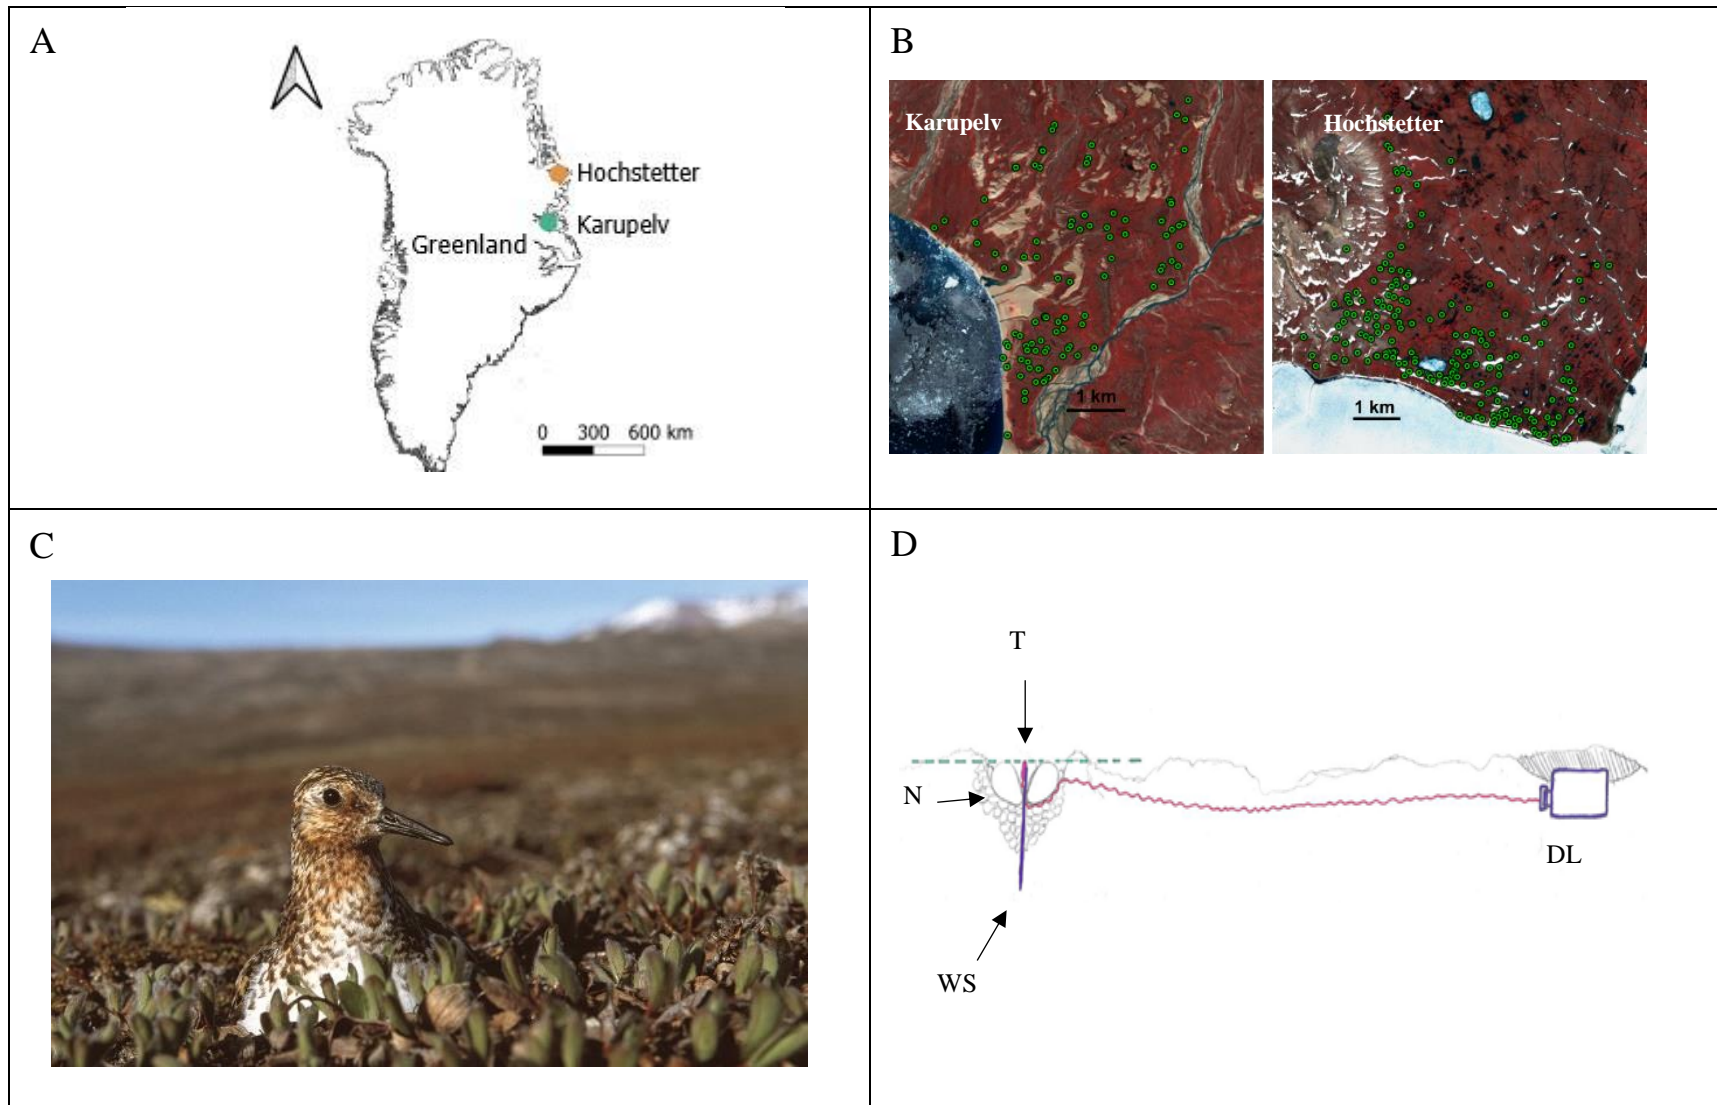 A
Hochstetter
Karupelv
Greenland
0 300 600 km
B
Karupelv
Hochstetter
1 km
1 km
C
D
T
N
DL
WS